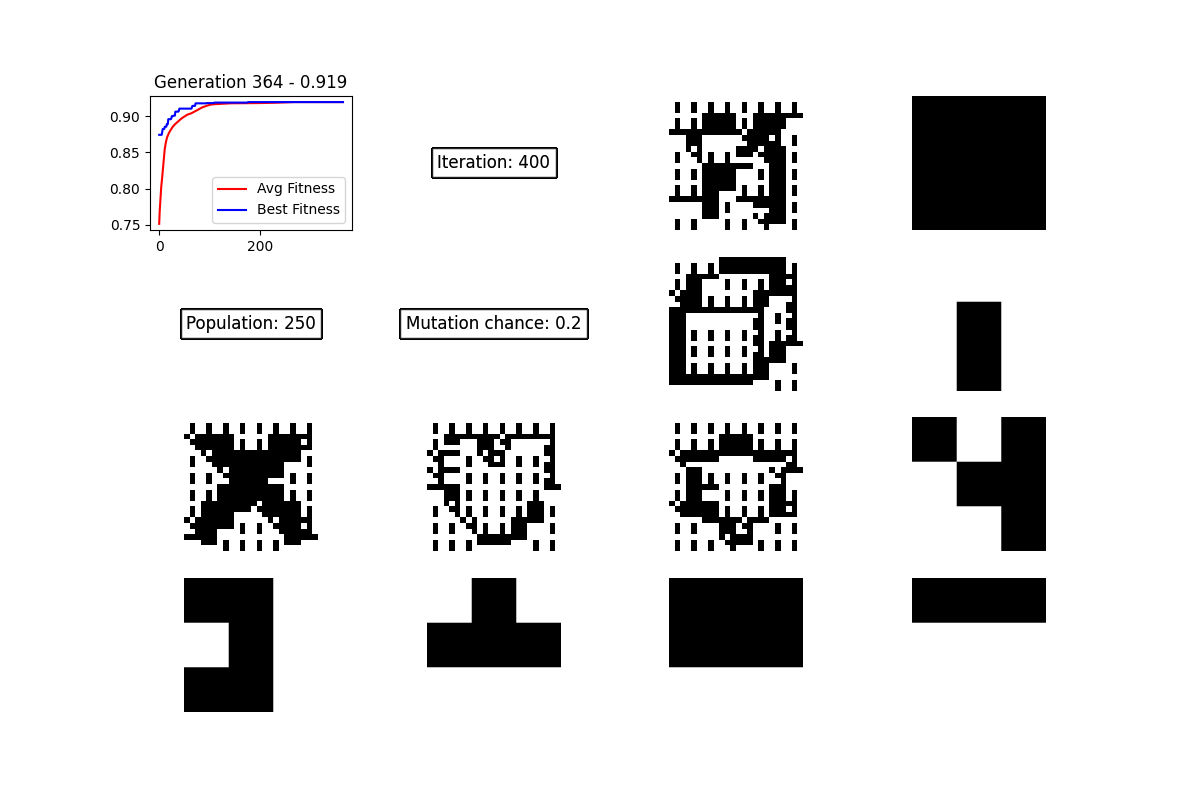 Generation 364 - 0.919
0.90
0.85
0.80
0.75
Avg Fitness
Best Fitness
0
200
Iteration: 400
Population: 250
Mutation chance: 0.2